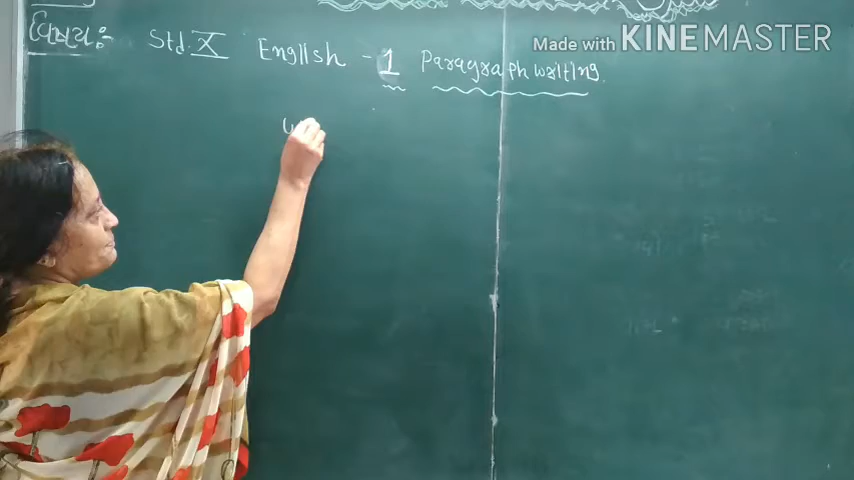 Made with KINEMASTER
વિષય:-
Std. X English - 1 Paragraph writing.